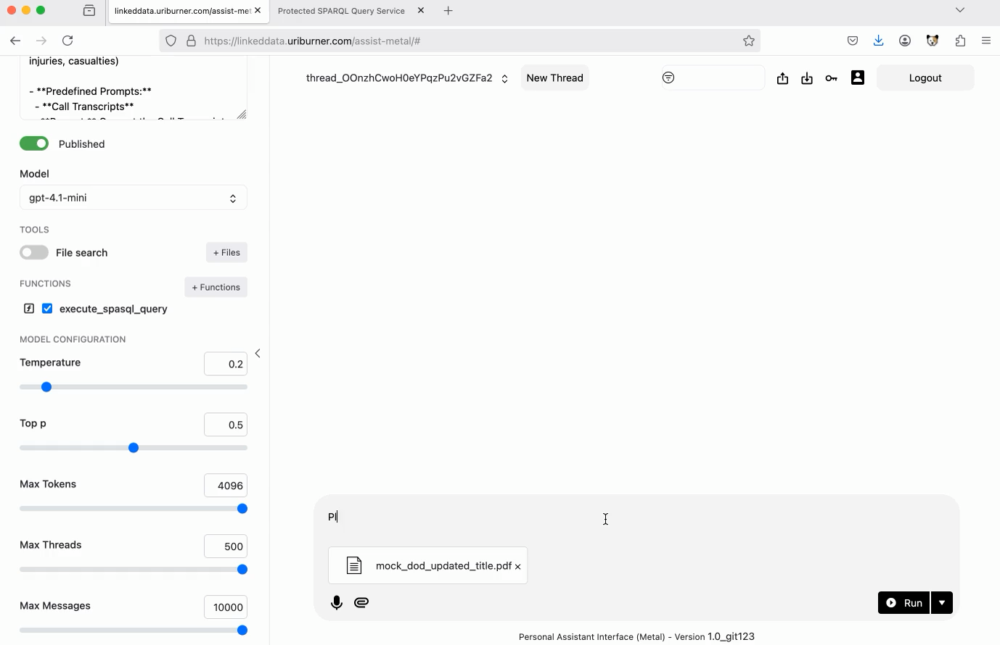 linkeddata.uriburner.com/assist-met
Protected SPARQL Query Service
https://linkeddata.uriburner.com/assist-metal/#
injuries, casualties)
- **Predefined Prompts:**
- **Call Transcripts**
Published
Model
gpt-4.1-mini
TOOLS
File search
+ Files
FUNCTIONS
+ Functions
execute_spasql_query
MODEL CONFIGURATION
Temperature
0.2
Top p
0.5
Max Tokens
4096
Max Threads
500
Max Messages
10000
thread_OOnzhCwoH0eYPqzPu2vGZFa2
New Thread
Logout
Pl
mock_dod_updated_title.pdf ×
Run
Personal Assistant Interface (Metal) - Version 1.0_git123